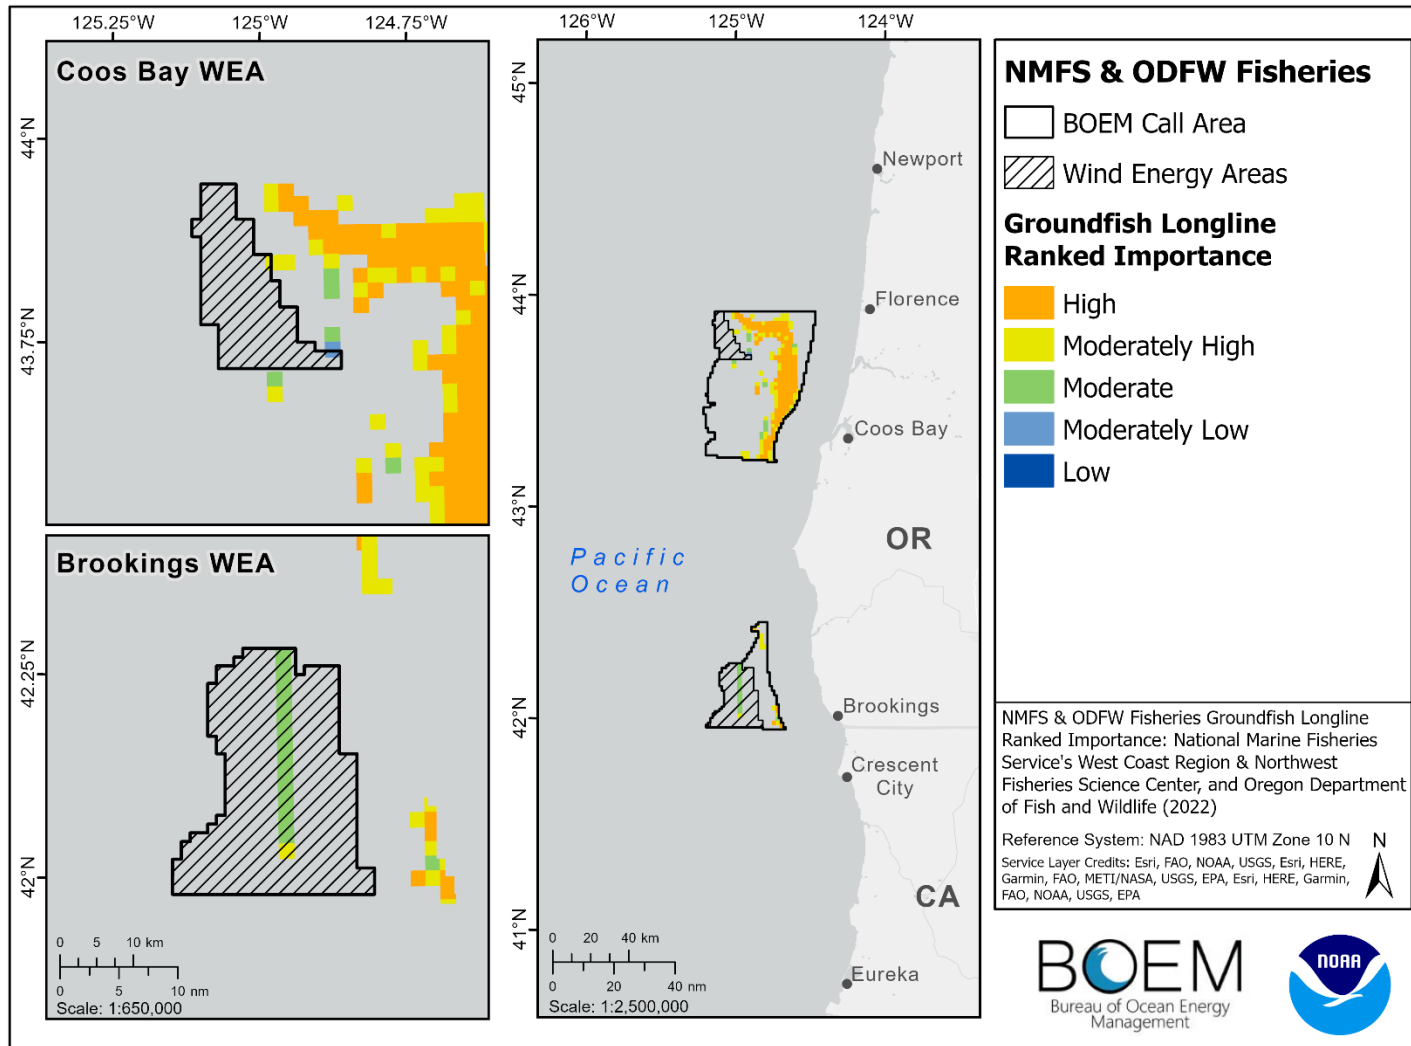 125.25°W
125°W
124.75°W
126°W
125°W
124°W
Coos Bay WEA
44°N
43.75°N
Brookings WEA
42.25°N
42°N
0 5 10 km
0 5 10 nm
Scale: 1:650,000
45°N
44°N
43°N
42°N
41°N
Newport
Florence
Coos Bay
OR
Pacific
Ocean
Brookings
Crescent
City
CA
Eureka
0 20 40 km
0 20 40 nm
Scale: 1:2,500,000
NMFS & ODFW Fisheries
BOEM Call Area
Wind Energy Areas
Groundfish Longline
Ranked Importance
High
Moderately High
Moderate
Moderately Low
Low
NMFS & ODFW Fisheries Groundfish Longline
Ranked Importance: National Marine Fisheries
Service's West Coast Region & Northwest
Fisheries Science Center, and Oregon Department
of Fish and Wildlife (2022)
Reference System: NAD 1983 UTM Zone 10 N
N
Service Layer Credits: Esri, FAO, NOAA, USGS, Esri, HERE,
Garmin, FAO, METI/NASA, USGS, EPA, Esri, HERE, Garmin,
FAO, NOAA, USGS, EPA
BOEM
Bureau of Ocean Energy
Management
NOAA